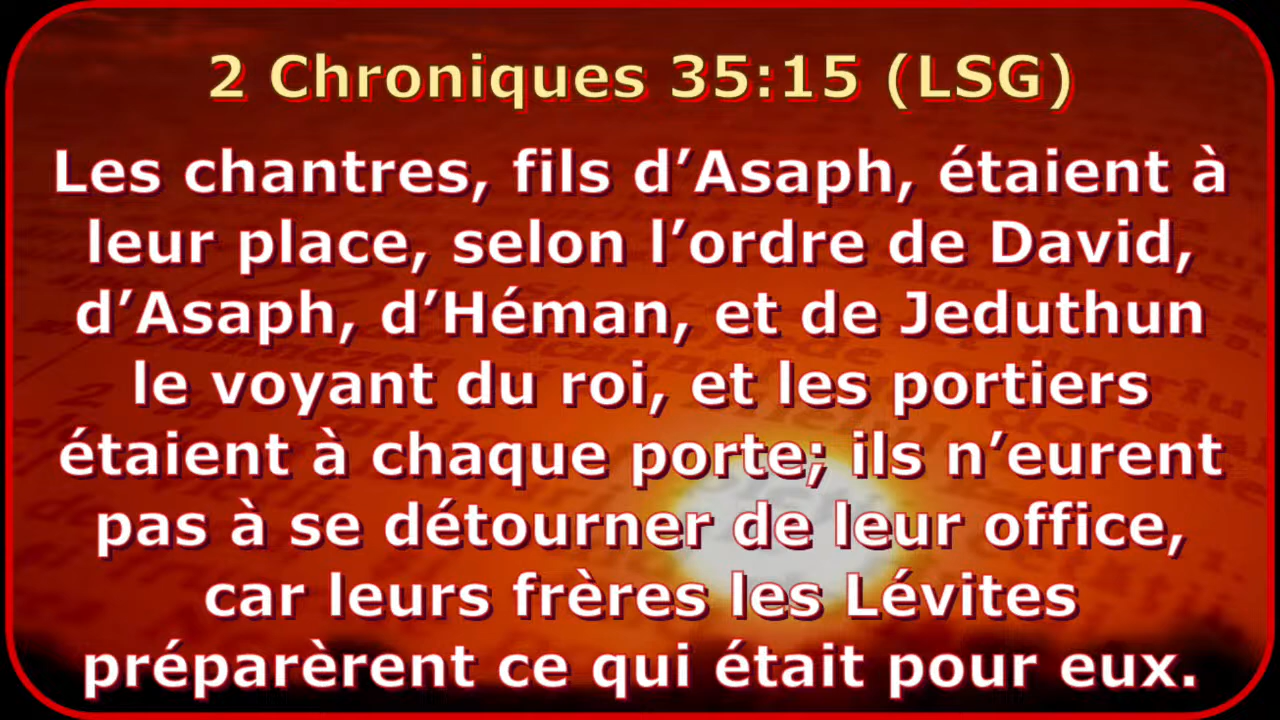 2 Chroniques 35:15 (LSG)
Les chantres, fils d’Asaph, étaient à
leur place, selon l’ordre de David,
d’Asaph, d’Héman, et de Jeduthun
le voyant du roi, et les portiers
étaient à chaque porte; ils n’eurent
pas à se détourner de leur office,
car leurs frères les Lévites
préparèrent ce qui était pour eux.